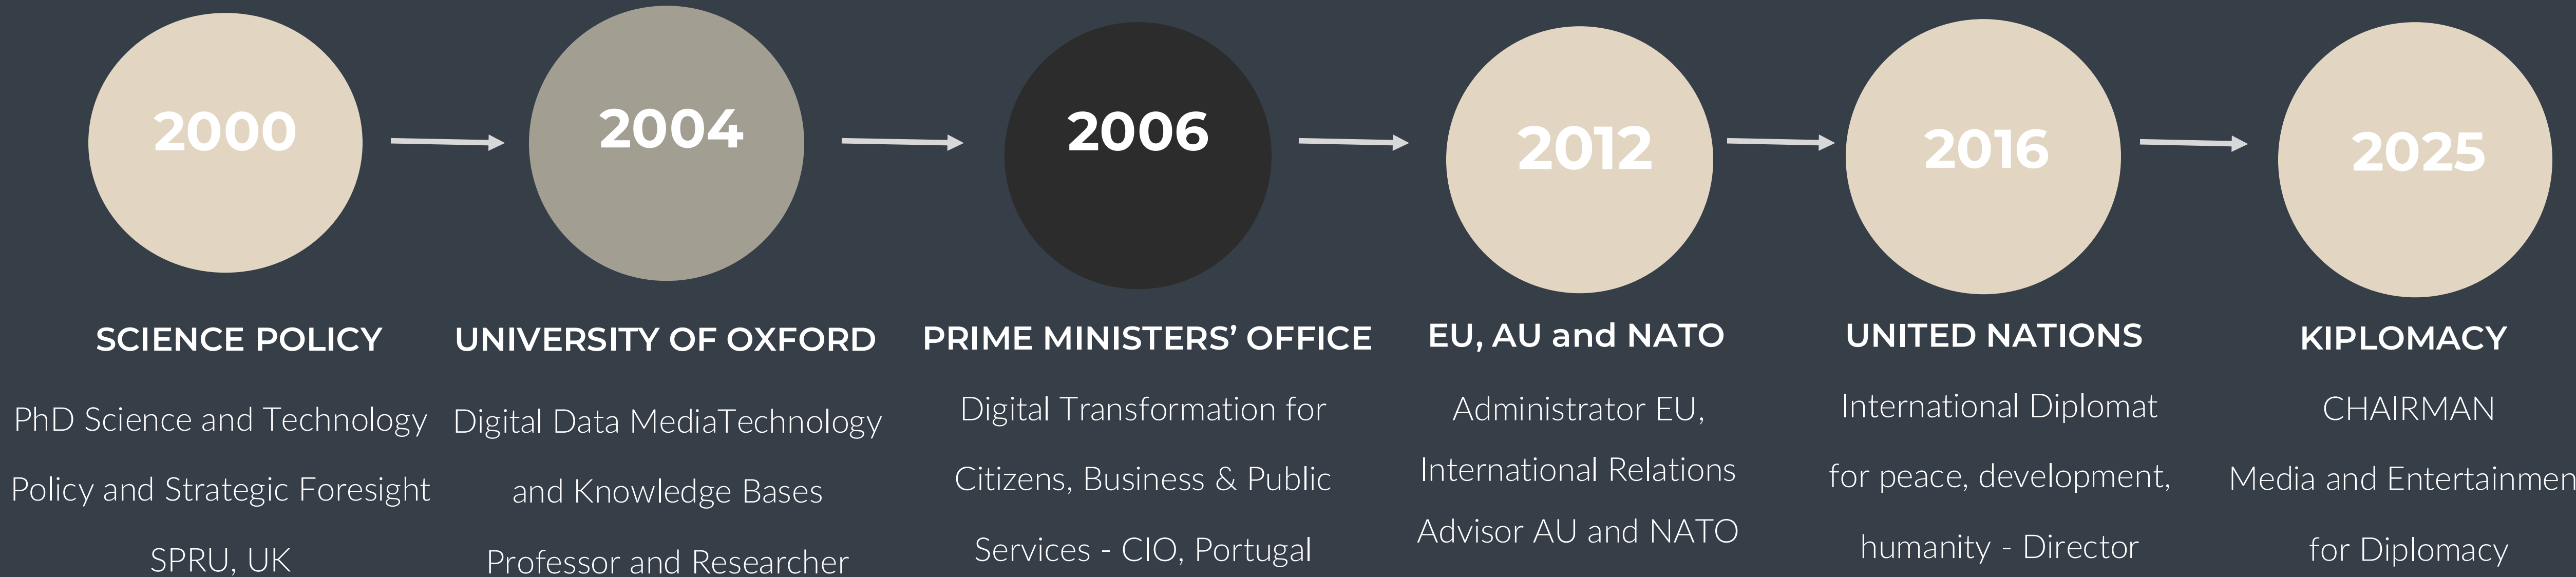 2000
2004
2006
2012
2016
2025
SCIENCE POLICY
PhD Science and Technology
Policy and Strategic Foresight
SPRU, UK
UNIVERSITY OF OXFORD
Digital Data MediaTechnology
and Knowledge Bases
Professor and Researcher
PRIME MINISTERS’ OFFICE
Digital Transformation for
Citizens, Business & Public
Services - CIO, Portugal
EU, AU and NATO
Administrator EU,
International Relations
Advisor AU and NATO
UNITED NATIONS
International Diplomat
for peace, development,
humanity - Director
KIPLOMACY
CHAIRMAN
Media and Entertainmen
for Diplomacy